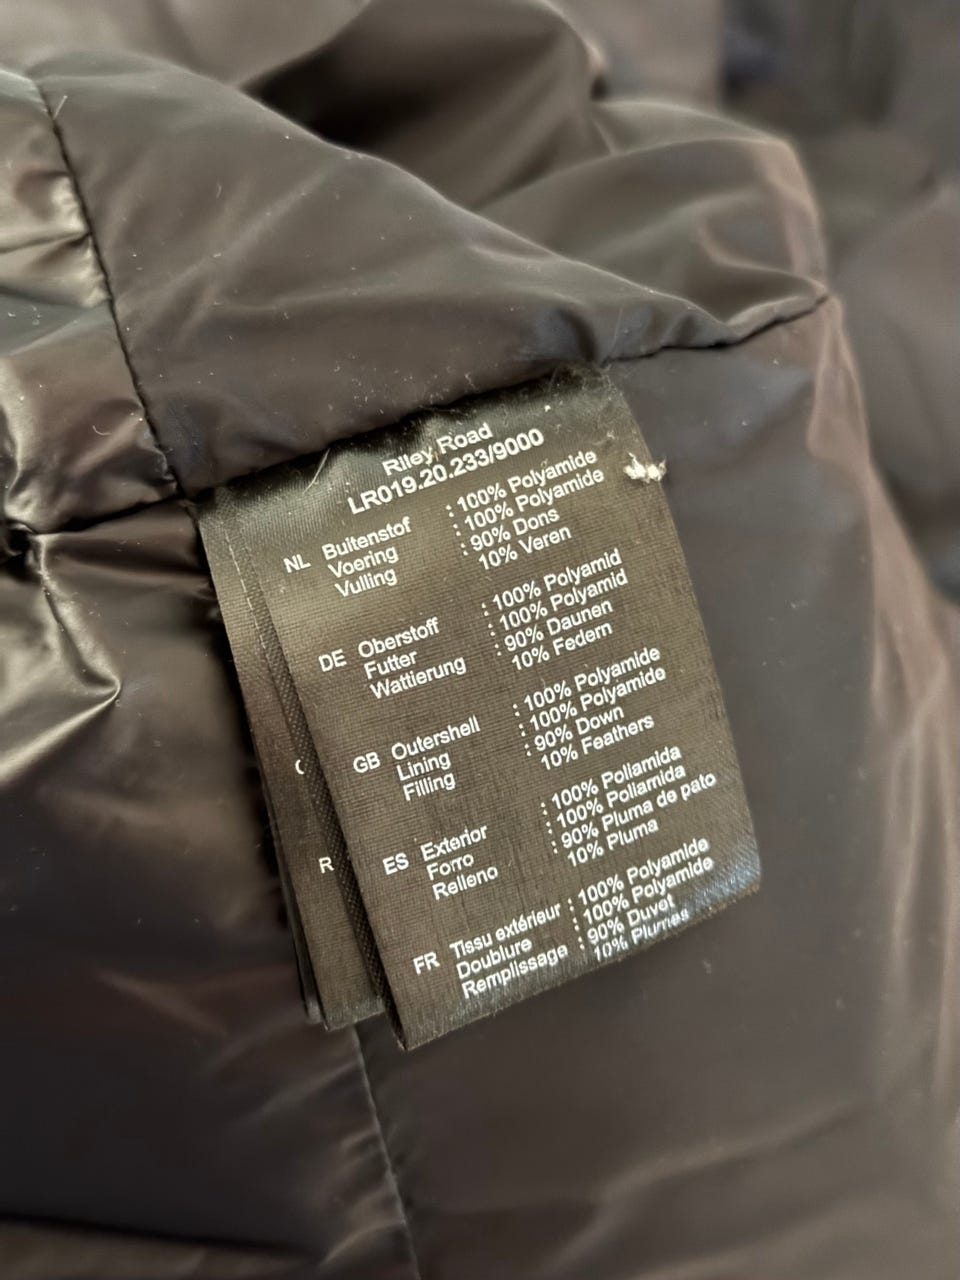 Riley Road
LR019.20.233/9000
NL Buitenstof : 100% Polyamide
Voering : 100% Polyamide
Vulling : 90% Dons
10% Veren
DE Oberstoff : 100% Polyamid
Futter : 100% Polyamid
Wattierung : 90% Daunen
10% Federn
GB Outershell : 100% Polyamide
Lining : 100% Polyamide
Filling : 90% Down
10% Feathers
ES Exterior : 100% Poliamida
Forro : 100% Poliamida
Relleno : 90% Pluma de pato
10% Pluma
FR Tissu extérieur : 100% Polyamide
Doublure : 100% Polyamide
Remplissage : 90% Duvet
10% Plumes
R